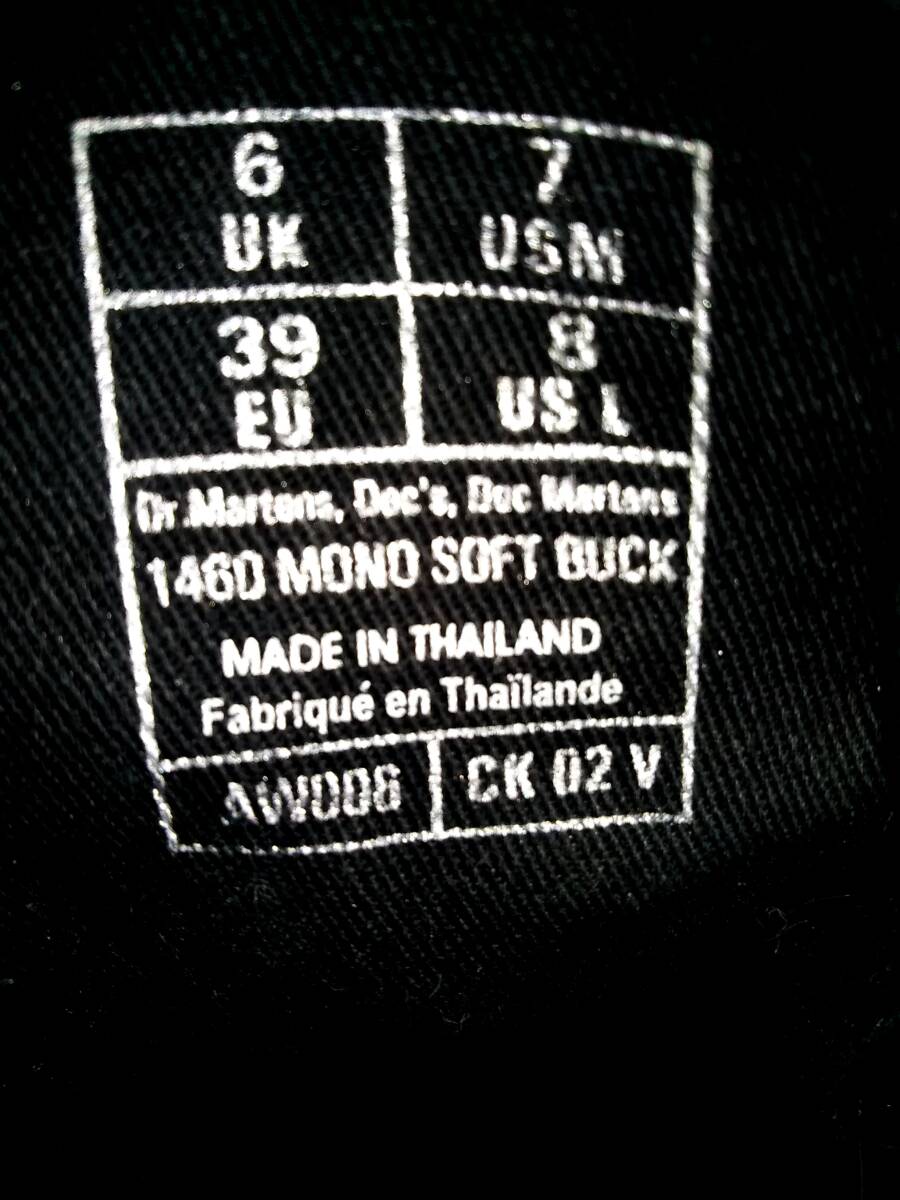 6
UK
7
USM
39
EU
8
US L
Dr.Martens, Doc's, Doc Martens
1460 MONO SOFT BUCK
MADE IN THAILAND
Fabriqué en Thaïlande
AW006
CK 02 V